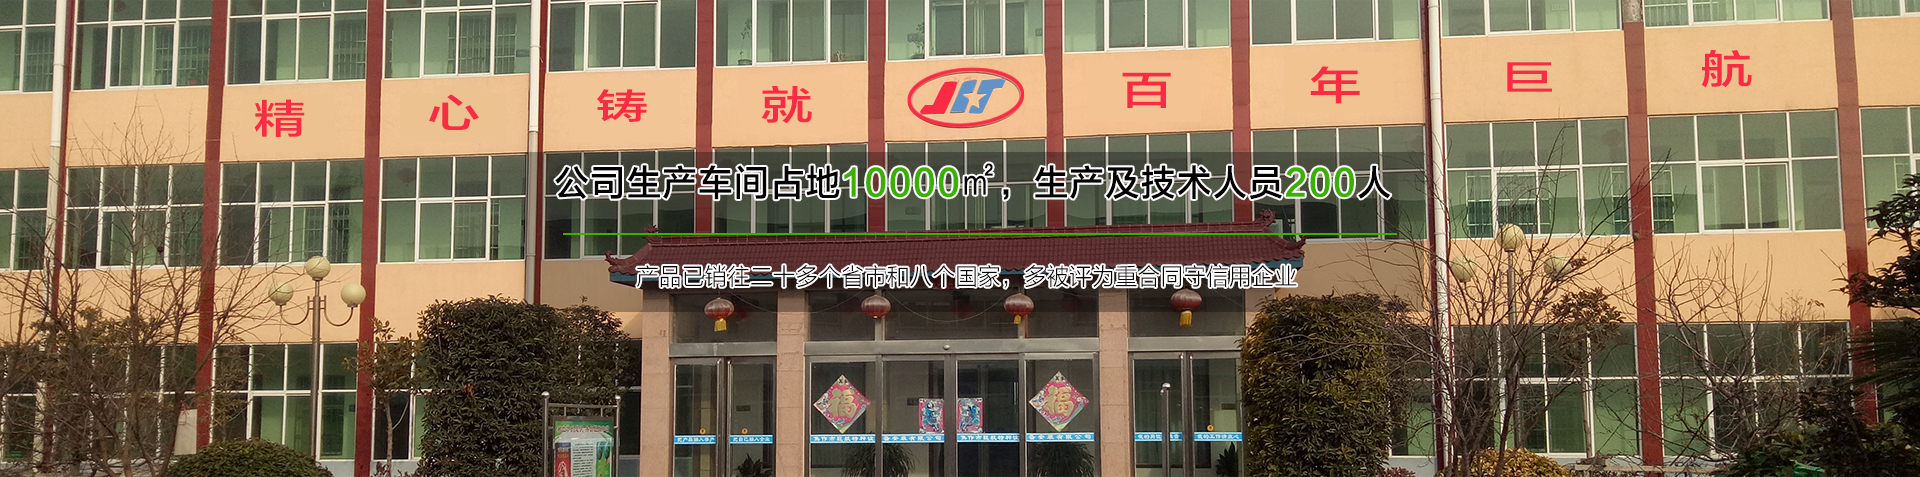 精心铸就 JHT 百年巨航
公司生产车间占地10000㎡，生产及技术人员200人
产品已销往二十多个省市和八个国家，多被评为重合同守信用企业
福 福